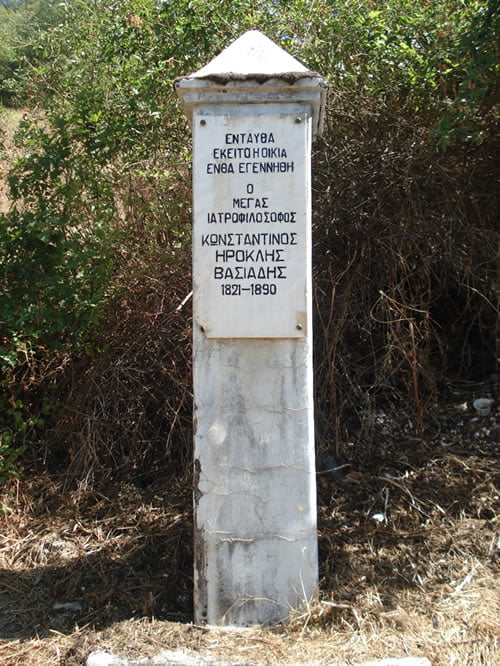 ΕΝΤΑΥΘΑ
ΕΚΕΙΤΟ Η ΟΙΚΙΑ
ΕΝΘΑ ΕΓΕΝΝΗΘΗ
Ο
ΜΕΓΑΣ
ΙΑΤΡΟΦΙΛΟΣΟΦΟΣ
ΚΩΝΣΤΑΝΤΙΝΟΣ
ΗΡΟΚΛΗΣ
ΒΑΣΙΑΔΗΣ
1821-1890